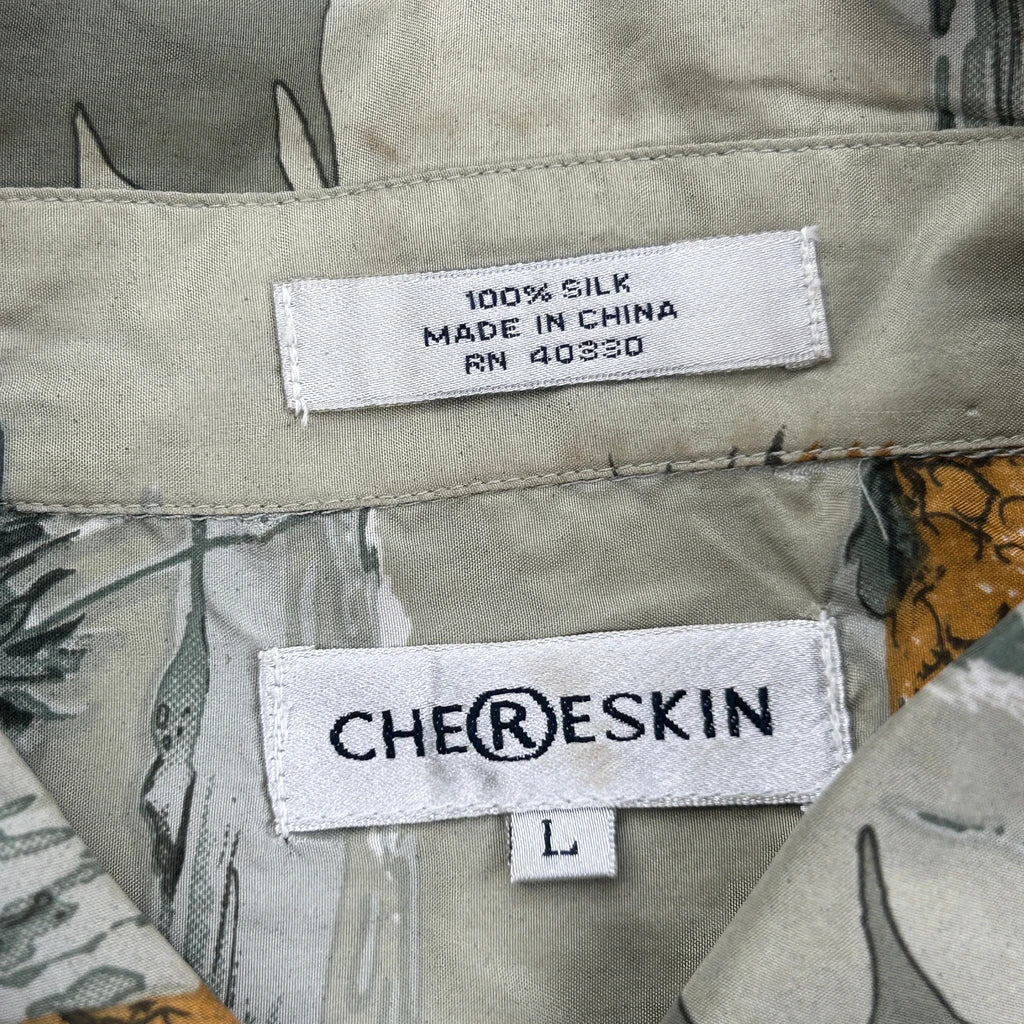 100% SILK
MADE IN CHINA
RN 40330
CHE®ESKIN
L